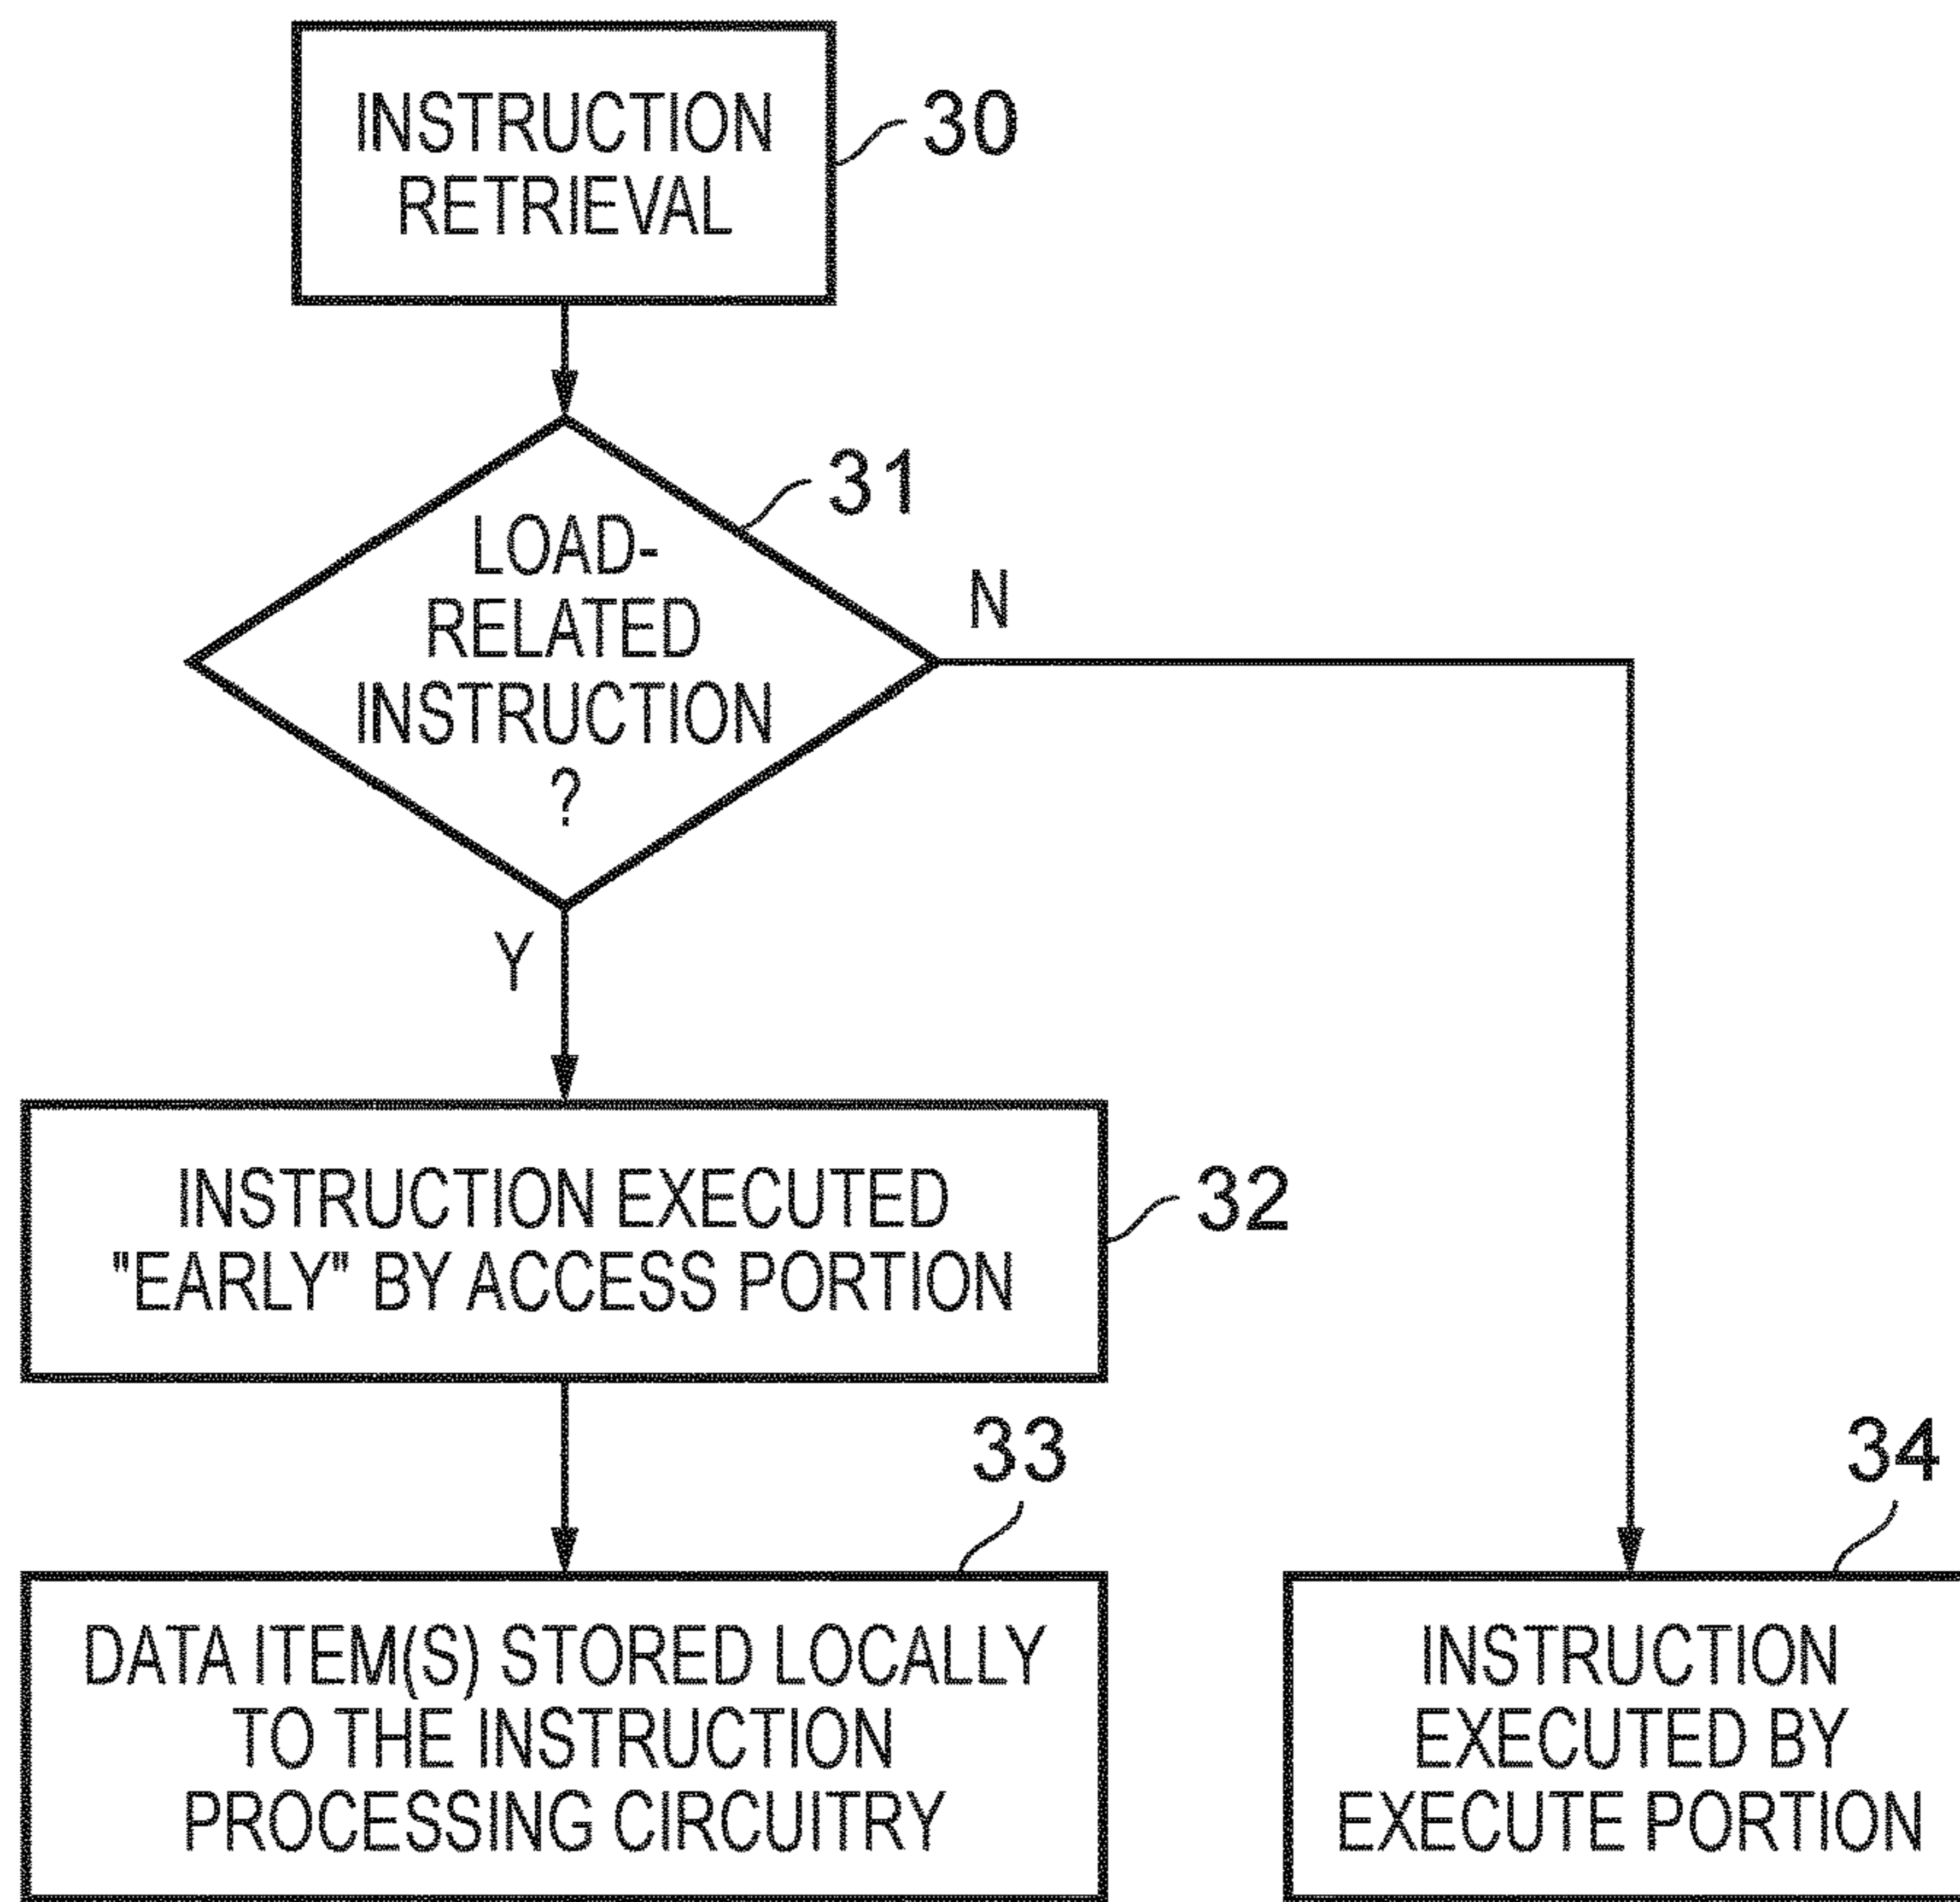 INSTRUCTION
RETRIEVAL
30
31
LOAD-
RELATED
INSTRUCTION
?
N
Y
INSTRUCTION EXECUTED
"EARLY" BY ACCESS PORTION
32
33
DATA ITEM(S) STORED LOCALLY
TO THE INSTRUCTION
PROCESSING CIRCUITRY
34
INSTRUCTION
EXECUTED BY
EXECUTE PORTION